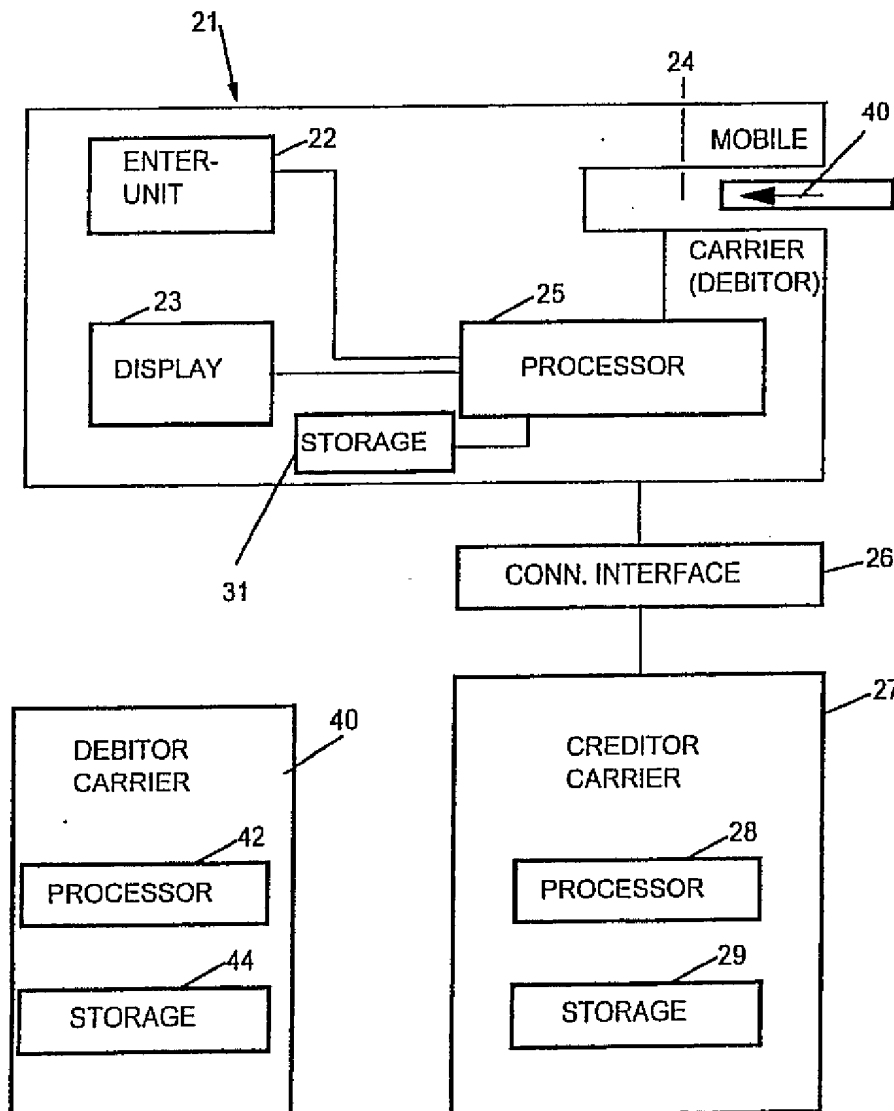 21
24
40
ENTER-
UNIT
22
MOBILE
CARRIER
(DEBITOR)
23
DISPLAY
25
PROCESSOR
STORAGE
31
CONN. INTERFACE
26
27
DEBITOR
CARRIER
40
CREDITOR
CARRIER
42
PROCESSOR
28
PROCESSOR
44
STORAGE
29
STORAGE